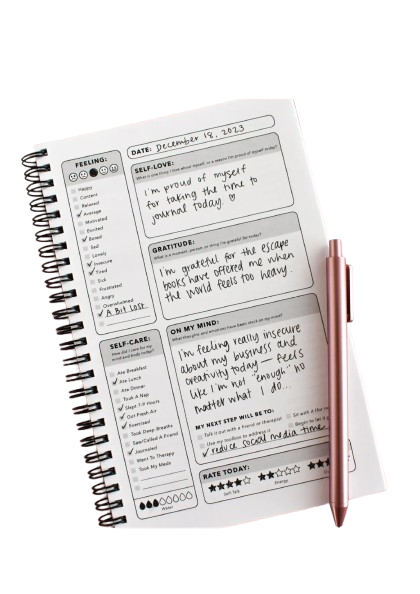 FEELING:
Happy
Content
Relaxed
Average
Motivated
Excited
Bored
Sad
Lonely
Insecure
Tired
Sick
Frustrated
Angry
Overwhelmed
A Bit Lost
SELF-CARE:
How did I care for my
mind and body today?
Ate Breakfast
Ate Lunch
Ate Dinner
Took A Nap
Slept 7-9 Hours
Got Fresh Air
Exercised
Took Deep Breaths
Saw/Called A Friend
Journaled
Went To Therapy
Took My Meds
Water
DATE: December 18, 2023
SELF-LOVE:
What is one thing I love about myself, or a reason I'm proud of myself today?
I'm proud of myself
for taking the time to
journal today.
GRATITUDE:
What is a moment, person, or thing I'm grateful for today?
I'm grateful for the escape
books have offered me when
the world feels too heavy.
ON MY MIND:
What thoughts and emotions have been stuck on my mind?
I'm feeling really insecure
about my business and
creativity today — feels
like I'm not "enough" no
matter what I do...
MY NEXT STEP WILL BE TO:
Talk it out with a friend or therapist
Sit with it
Use my toolbox to address it
Begin to let
reduce social media time
RATE TODAY:
Self-Talk
Energy